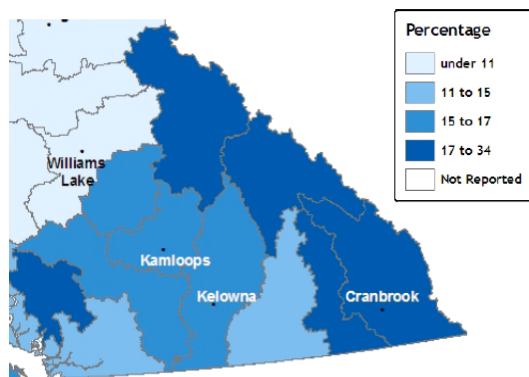 Percentage
under 11
11 to 15
15 to 17
17 to 34
Not Reported
Williams
Lake
Kamloops
Kelowna
Cranbrook